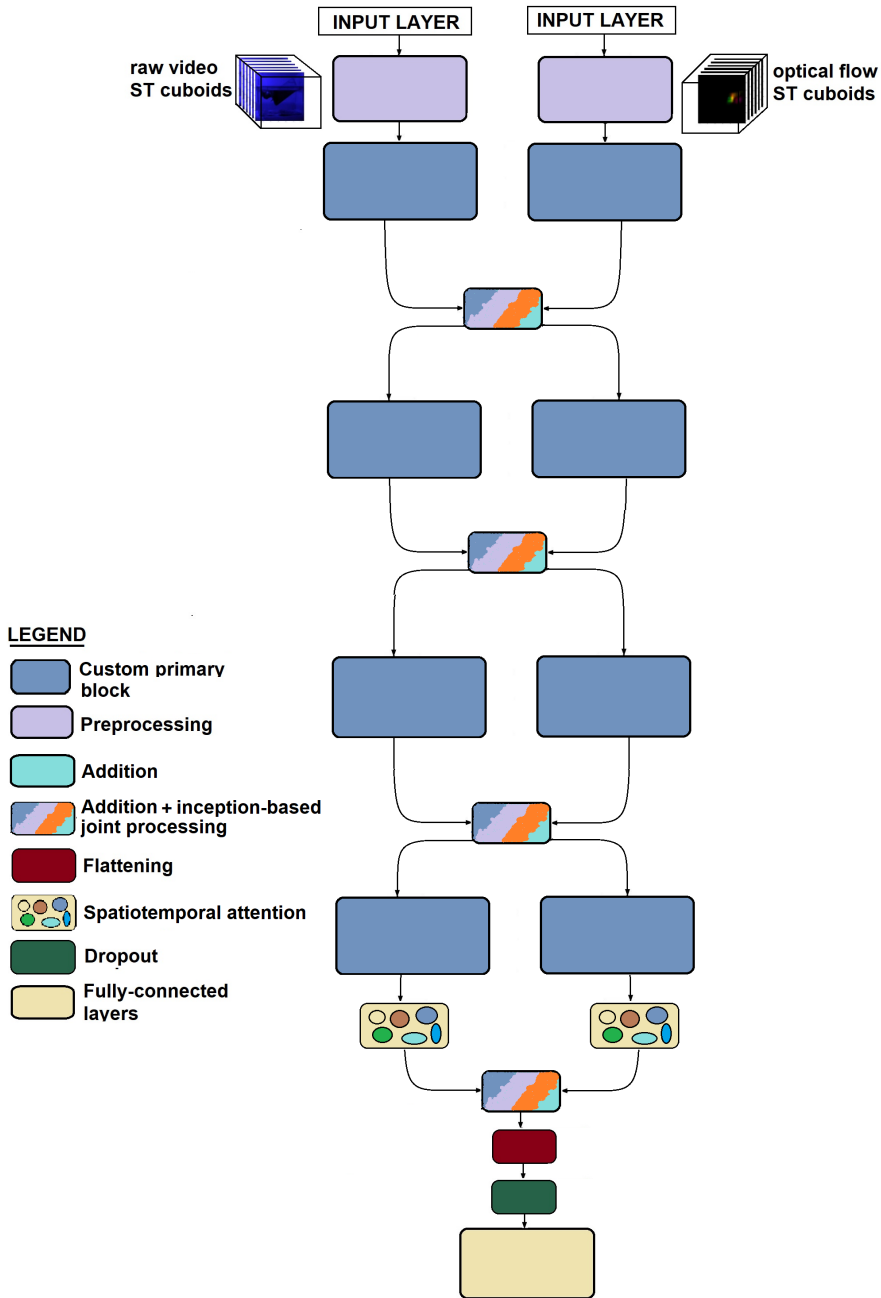 INPUT LAYER
INPUT LAYER
raw video
ST cuboids
optical flow
ST cuboids
LEGEND
Custom primary
block
Preprocessing
Addition
Addition + inception-based
joint processing
Flattening
Spatiotemporal attention
Dropout
Fully-connected
layers